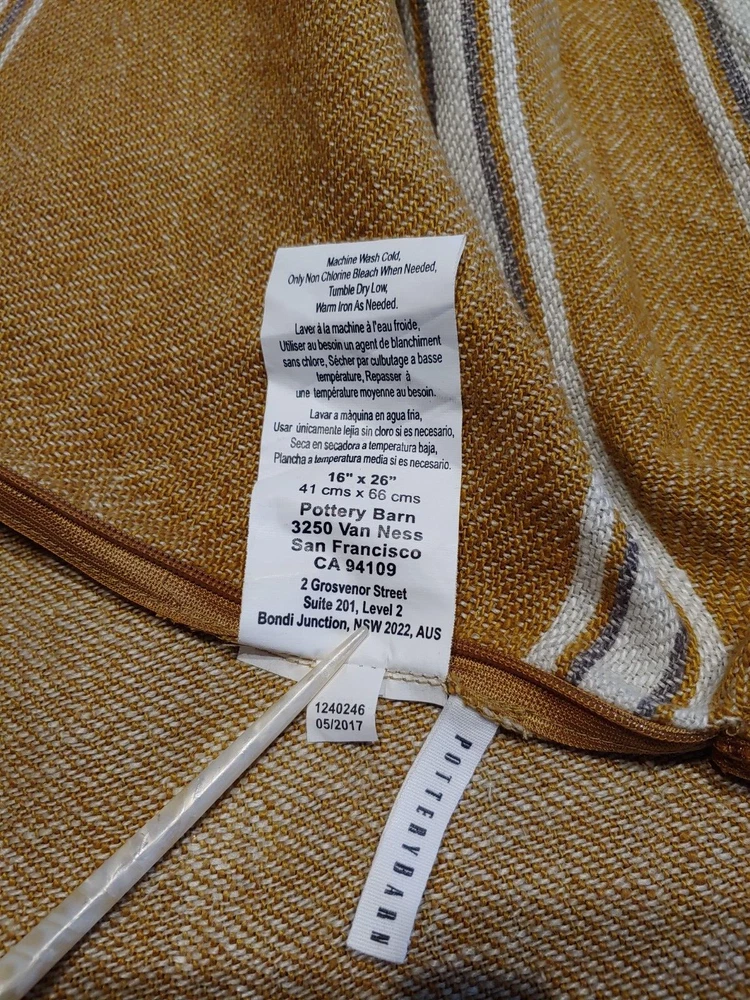 Machine Wash Cold,
Only Non Chlorine Bleach When Needed,
Tumble Dry Low,
Warm Iron As Needed.
Laver à la machine à l'eau froide,
Utiliser au besoin un agent de blanchiment
sans chlore, Sécher par culbutage a basse
température, Repasser à
une température moyenne au besoin.
Lavar a màquina en agua fria,
Usar únicamente lejia sin cloro si es necesario,
Seca en secadora a temperatura baja,
Plancha a temperatura media si es necesario.
16" x 26"
41 cms x 66 cms
Pottery Barn
3250 Van Ness
San Francisco
CA 94109
2 Grosvenor Street
Suite 201, Level 2
Bondi Junction, NSW 2022, AUS
1240246
05/2017
POTTERYBARN